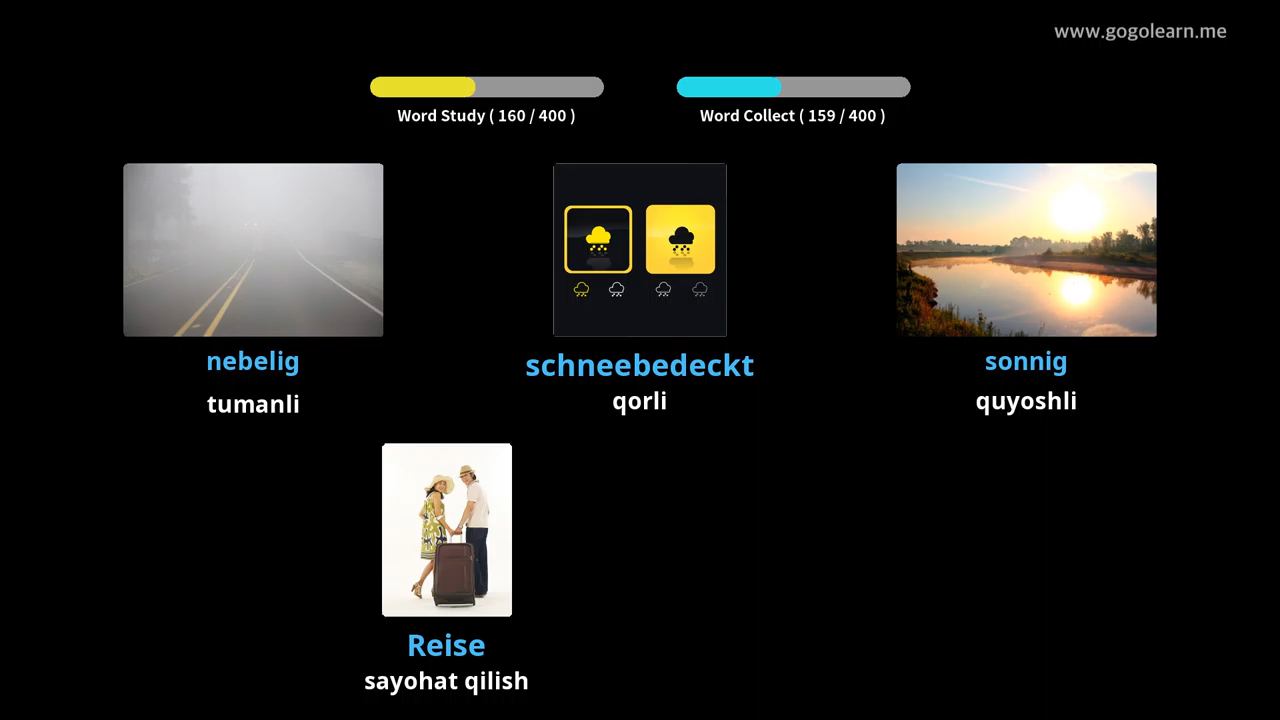 www.gogolearn.me
Word Study ( 160 / 400 )
Word Collect ( 159 / 400 )
nebelig
tumanli
schneebedeckt
qorli
sonnig
quyoshli
Reise
sayohat qilish